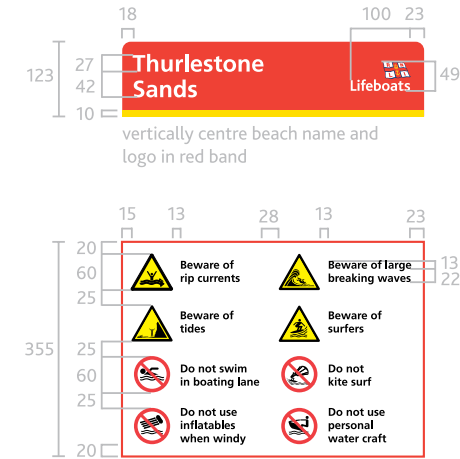 18
100 23
123
27
42
10
Thurlestone
Sands
RNLI
Lifeboats
49
vertically centre beach name and
logo in red band
15 13 28 13 23
355
20
60
25
25
60
25
20
13
22
Beware of
rip currents
Beware of large
breaking waves
Beware of
tides
Beware of
surfers
Do not swim
in boating lane
Do not
kite surf
Do not use
inflatables
when windy
Do not use
personal
water craft